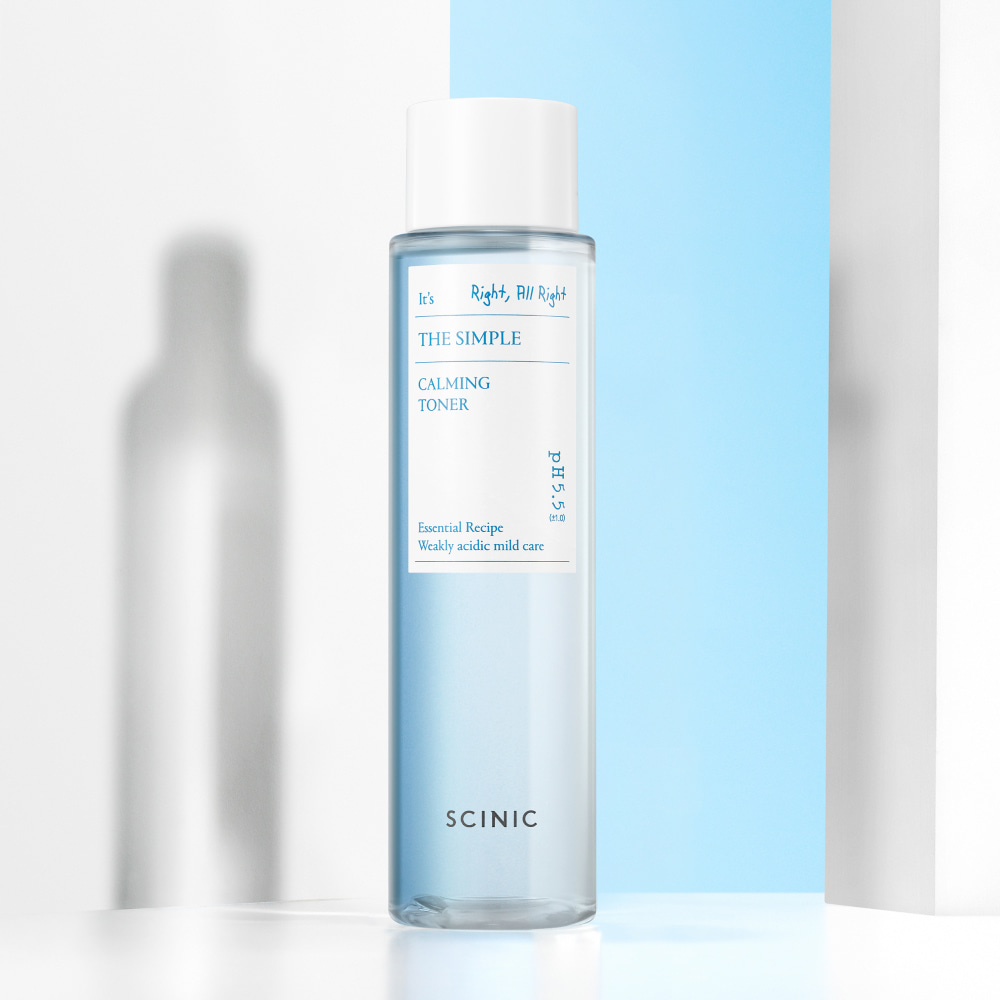 It's Right, All Right
THE SIMPLE
CALMING
TONER
pH5.5
(±1.0)
Essential Recipe
Weakly acidic mild care
SCINIC